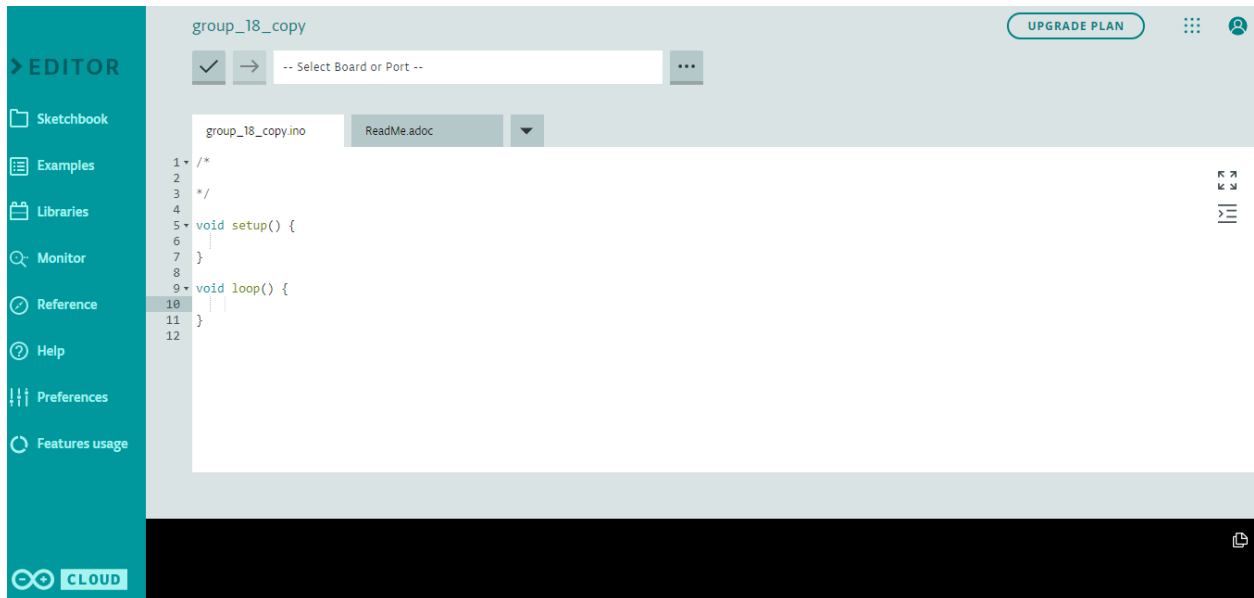 group_18_copy
UPGRADE PLAN
EDITOR
-- Select Board or Port --
Sketchbook
Examples
Libraries
Monitor
Reference
Help
Preferences
Features usage
CLOUD
group_18_copy.ino
ReadMe.adoc
1 /*
2
3 */
4
5 void setup() {
6
7 }
8
9 void loop() {
10
11 }
12